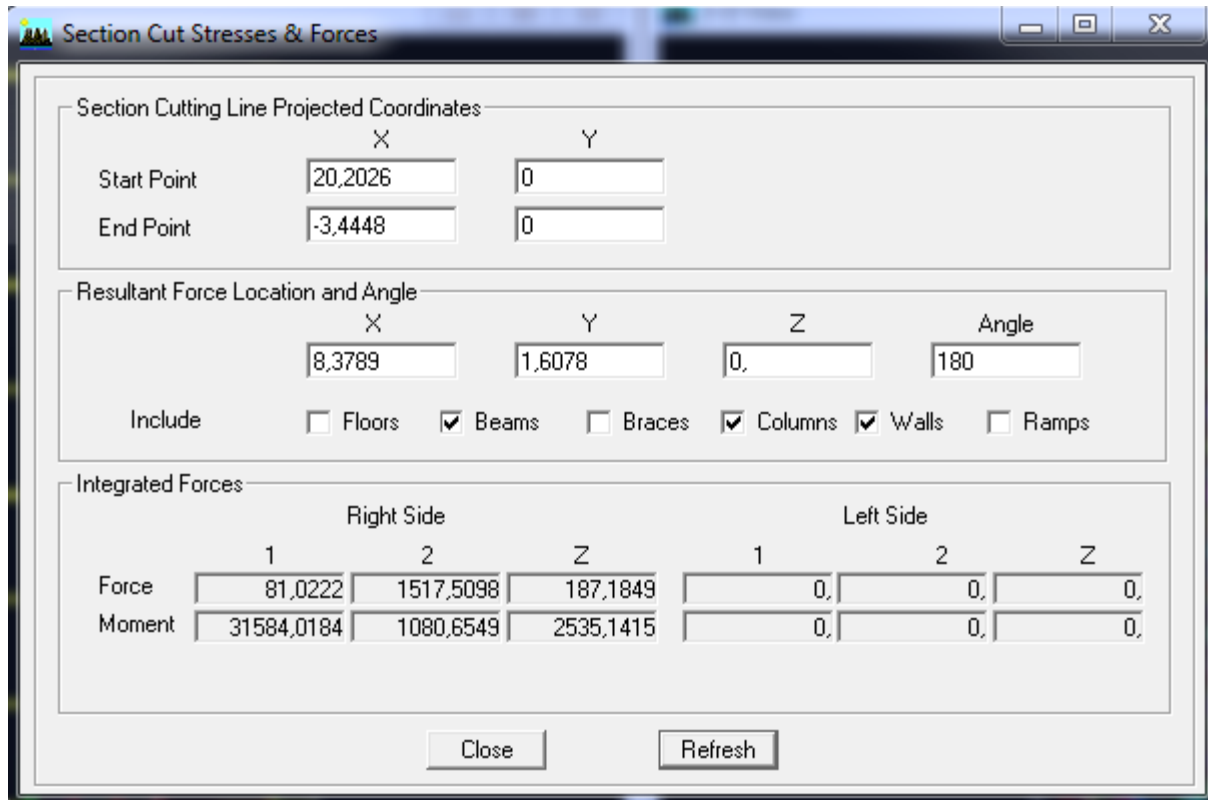 Section Cut Stresses & Forces
Section Cutting Line Projected Coordinates
X Y
Start Point 20,2026 0
End Point -3,4448 0
Resultant Force Location and Angle
X Y Z Angle
8,3789 1,6078 0, 180
Include Floors Beams Braces Columns Walls Ramps
Integrated Forces
Right Side Left Side
1 2 Z 1 2 Z
Force 81,0222 1517,5098 187,1849 0, 0, 0,
Moment 31584,0184 1080,6549 2535,1415 0, 0, 0,
Close Refresh